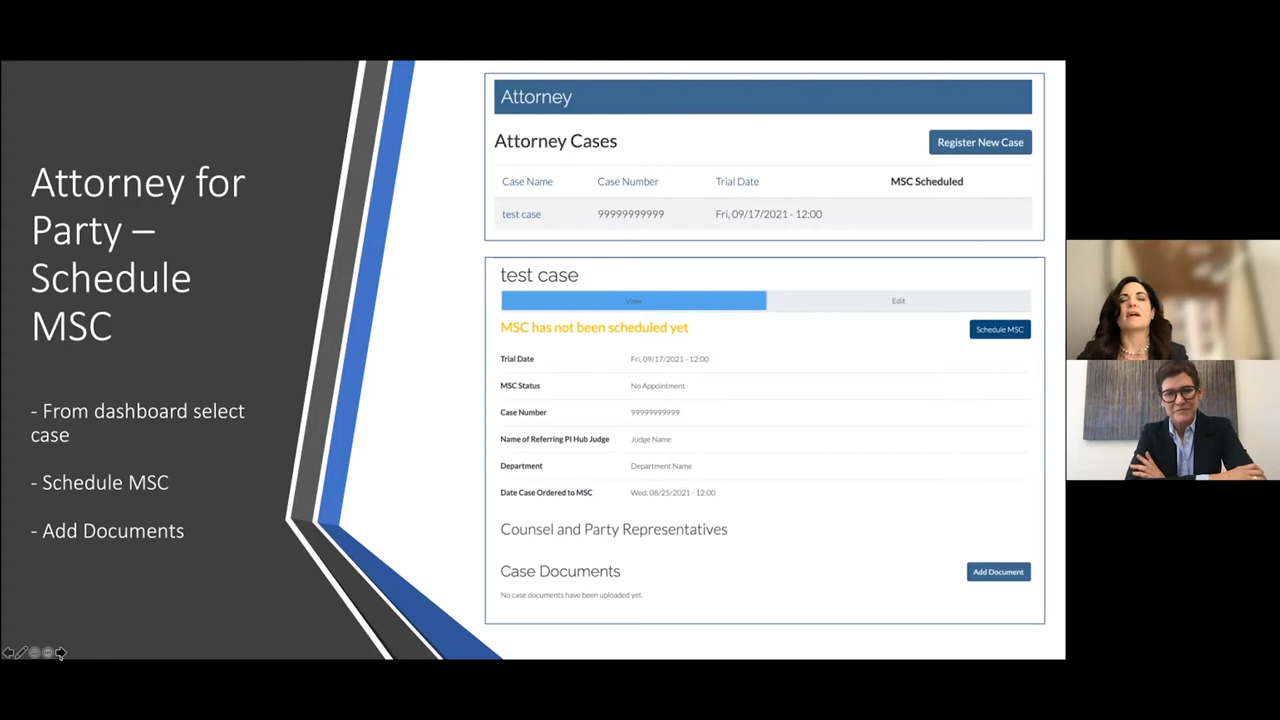 Attorney for
Party –
Schedule
MSC
- From dashboard select
case
- Schedule MSC
- Add Documents
Attorney
Attorney Cases
Register New Case
Case Name Case Number Trial Date MSC Scheduled
test case 99999999999 Fri, 09/17/2021 - 12:00
test case
View Edit
MSC has not been scheduled yet
Schedule MSC
Trial Date Fri, 09/17/2021 - 12:00
MSC Status No Appointment
Case Number 99999999999
Name of Referring PI Hub Judge Judge Name
Department Department Name
Date Case Ordered to MSC Wed, 08/25/2021 - 12:00
Counsel and Party Representatives
Case Documents
Add Document
No case documents have been uploaded yet.